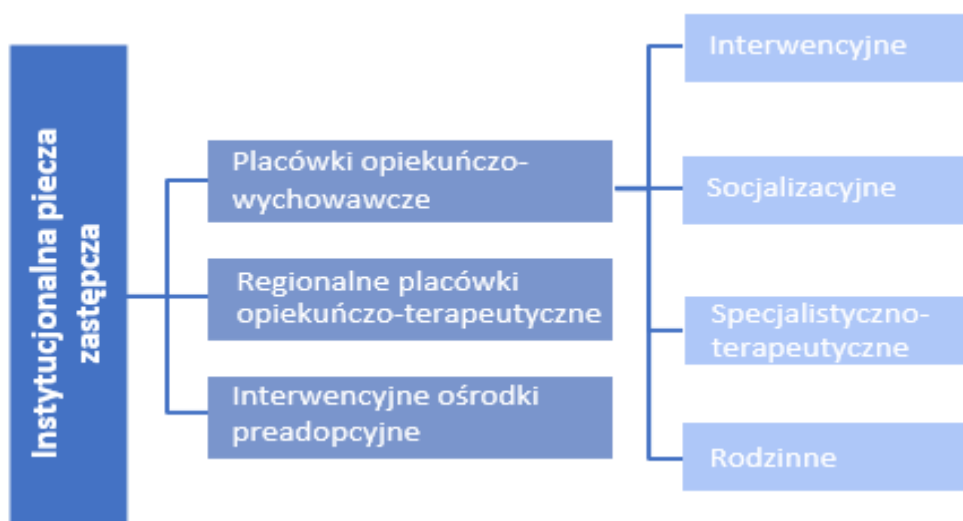 Instytucjonalna piecza
zastępcza
Placówki opiekuńczo-
wychowawcze
Regionalne placówki
opiekuńczo-terapeutyczne
Interwencyjne ośrodki
preadopcyjne
Interwencyjne
Socjalizacyjne
Specjalistyczno-
terapeutyczne
Rodzinne